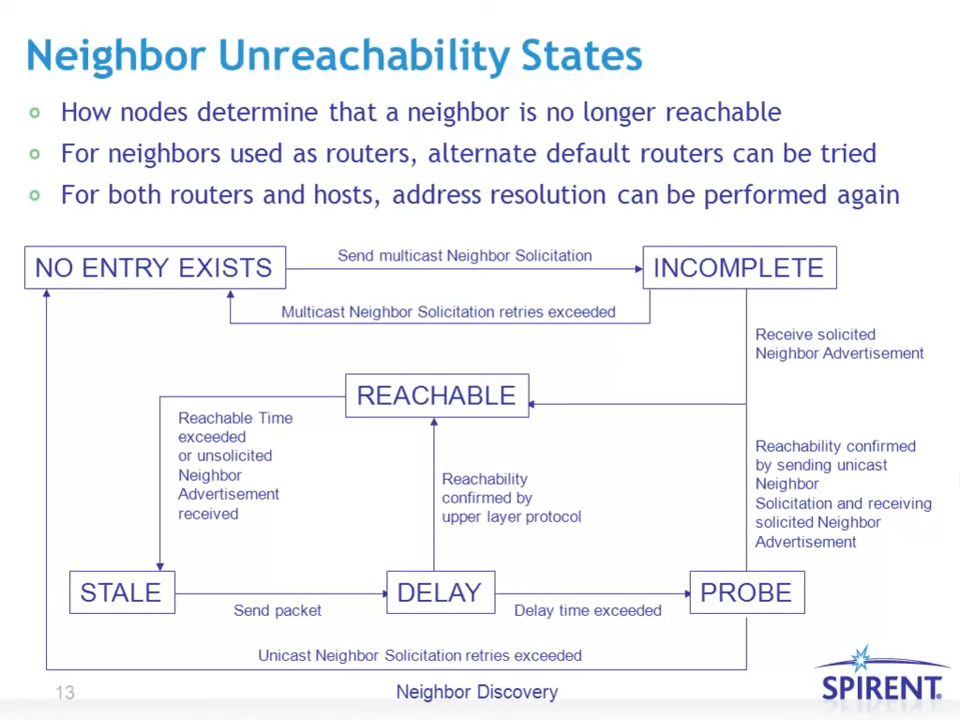 Neighbor Unreachability States
How nodes determine that a neighbor is no longer reachable
For neighbors used as routers, alternate default routers can be tried
For both routers and hosts, address resolution can be performed again
NO ENTRY EXISTS
Send multicast Neighbor Solicitation
INCOMPLETE
Multicast Neighbor Solicitation retries exceeded
Receive solicited
Neighbor Advertisement
REACHABLE
Reachable Time
exceeded
or unsolicited
Neighbor
Advertisement
received
Reachability
confirmed by
upper layer protocol
Reachability confirmed
by sending unicast
Neighbor
Solicitation and receiving
solicited Neighbor
Advertisement
STALE
Send packet
DELAY
Delay time exceeded
PROBE
Unicast Neighbor Solicitation retries exceeded
13
Neighbor Discovery
SPIRENT